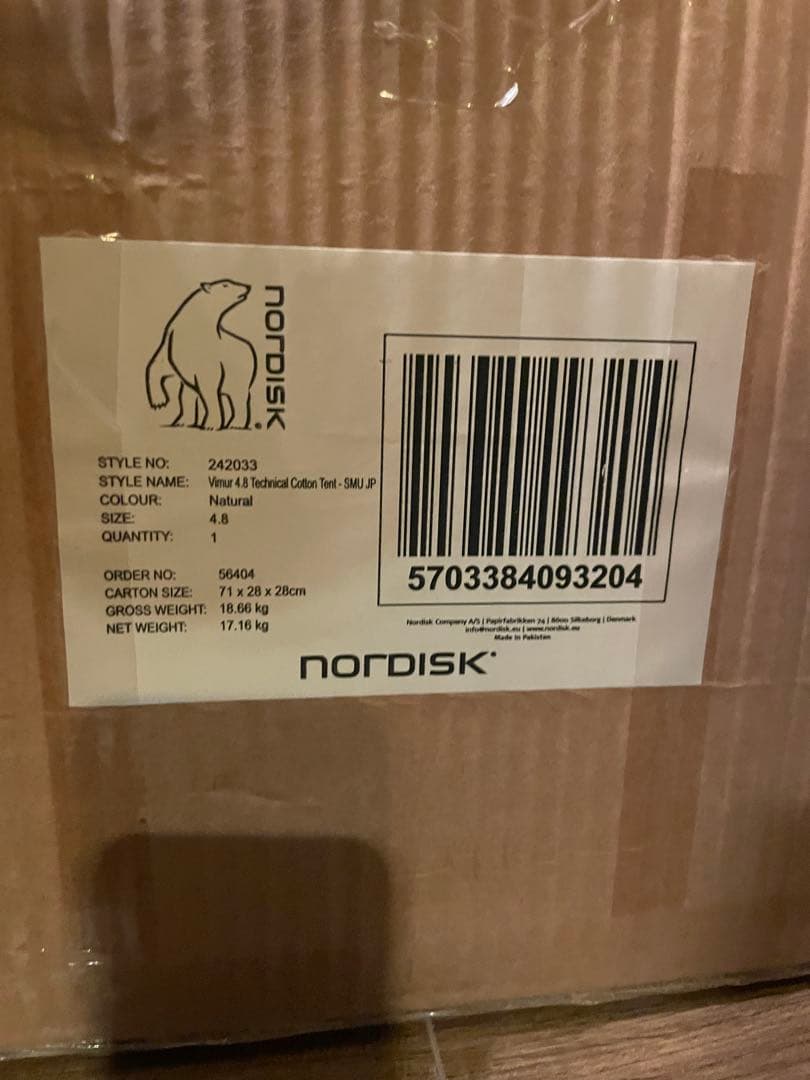 NORDISK
STYLE NO: 242033
STYLE NAME: Vimur 4.8 Technical Cotton Tent - SMU JP
COLOUR: Natural
SIZE: 4.8
QUANTITY: 1
ORDER NO: 56404
CARTON SIZE: 71 x 28 x 28cm
GROSS WEIGHT: 18.66 kg
NET WEIGHT: 17.16 kg
5703384093204
Nordisk Company A/S | Papirfabrikken 74 | 8600 Silkeborg | Denmark
info@nordisk.eu | www.nordisk.eu
Made in Pakistan
NORDISK